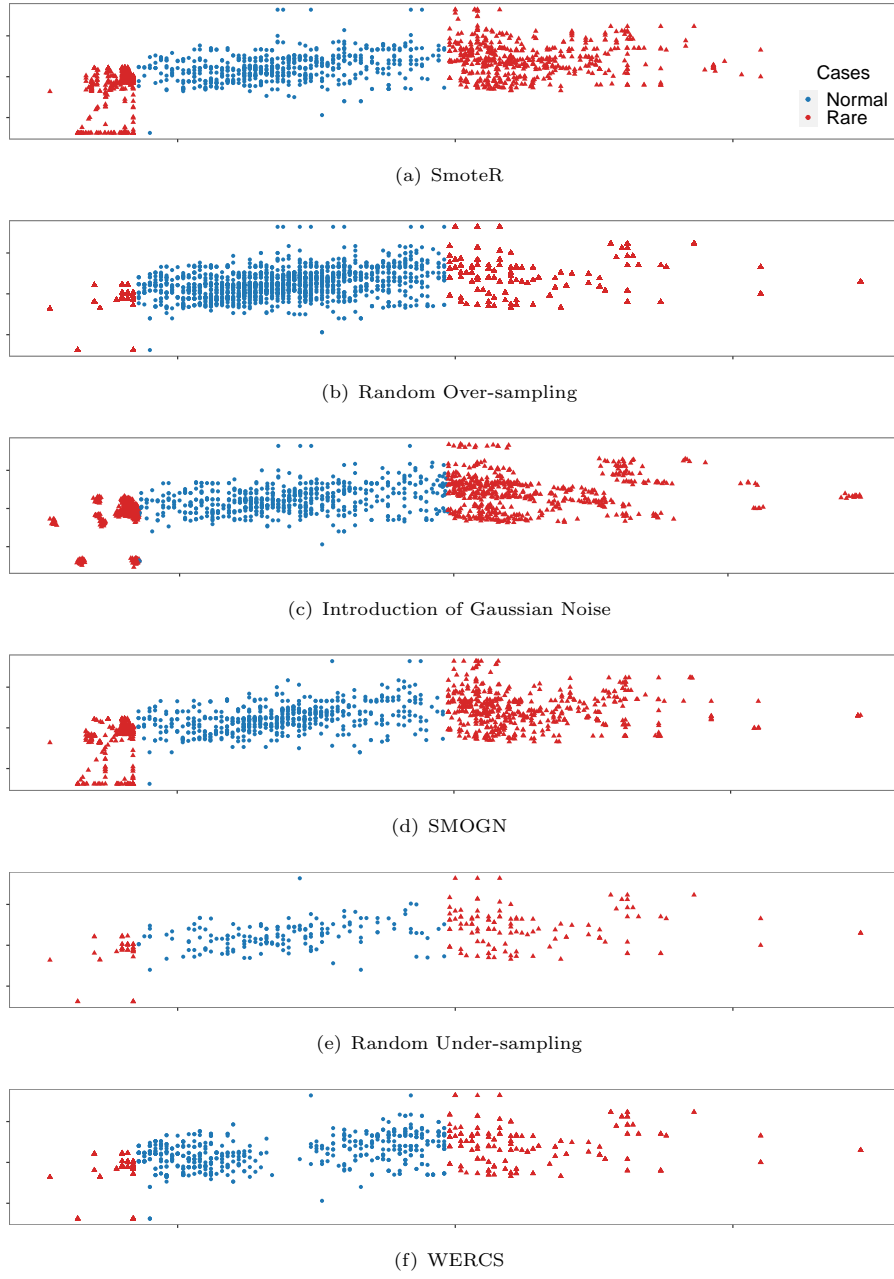 Cases
Normal
Rare
(a) SmoteR
(b) Random Over-sampling
(c) Introduction of Gaussian Noise
(d) SMOGN
(e) Random Under-sampling
(f) WERCS